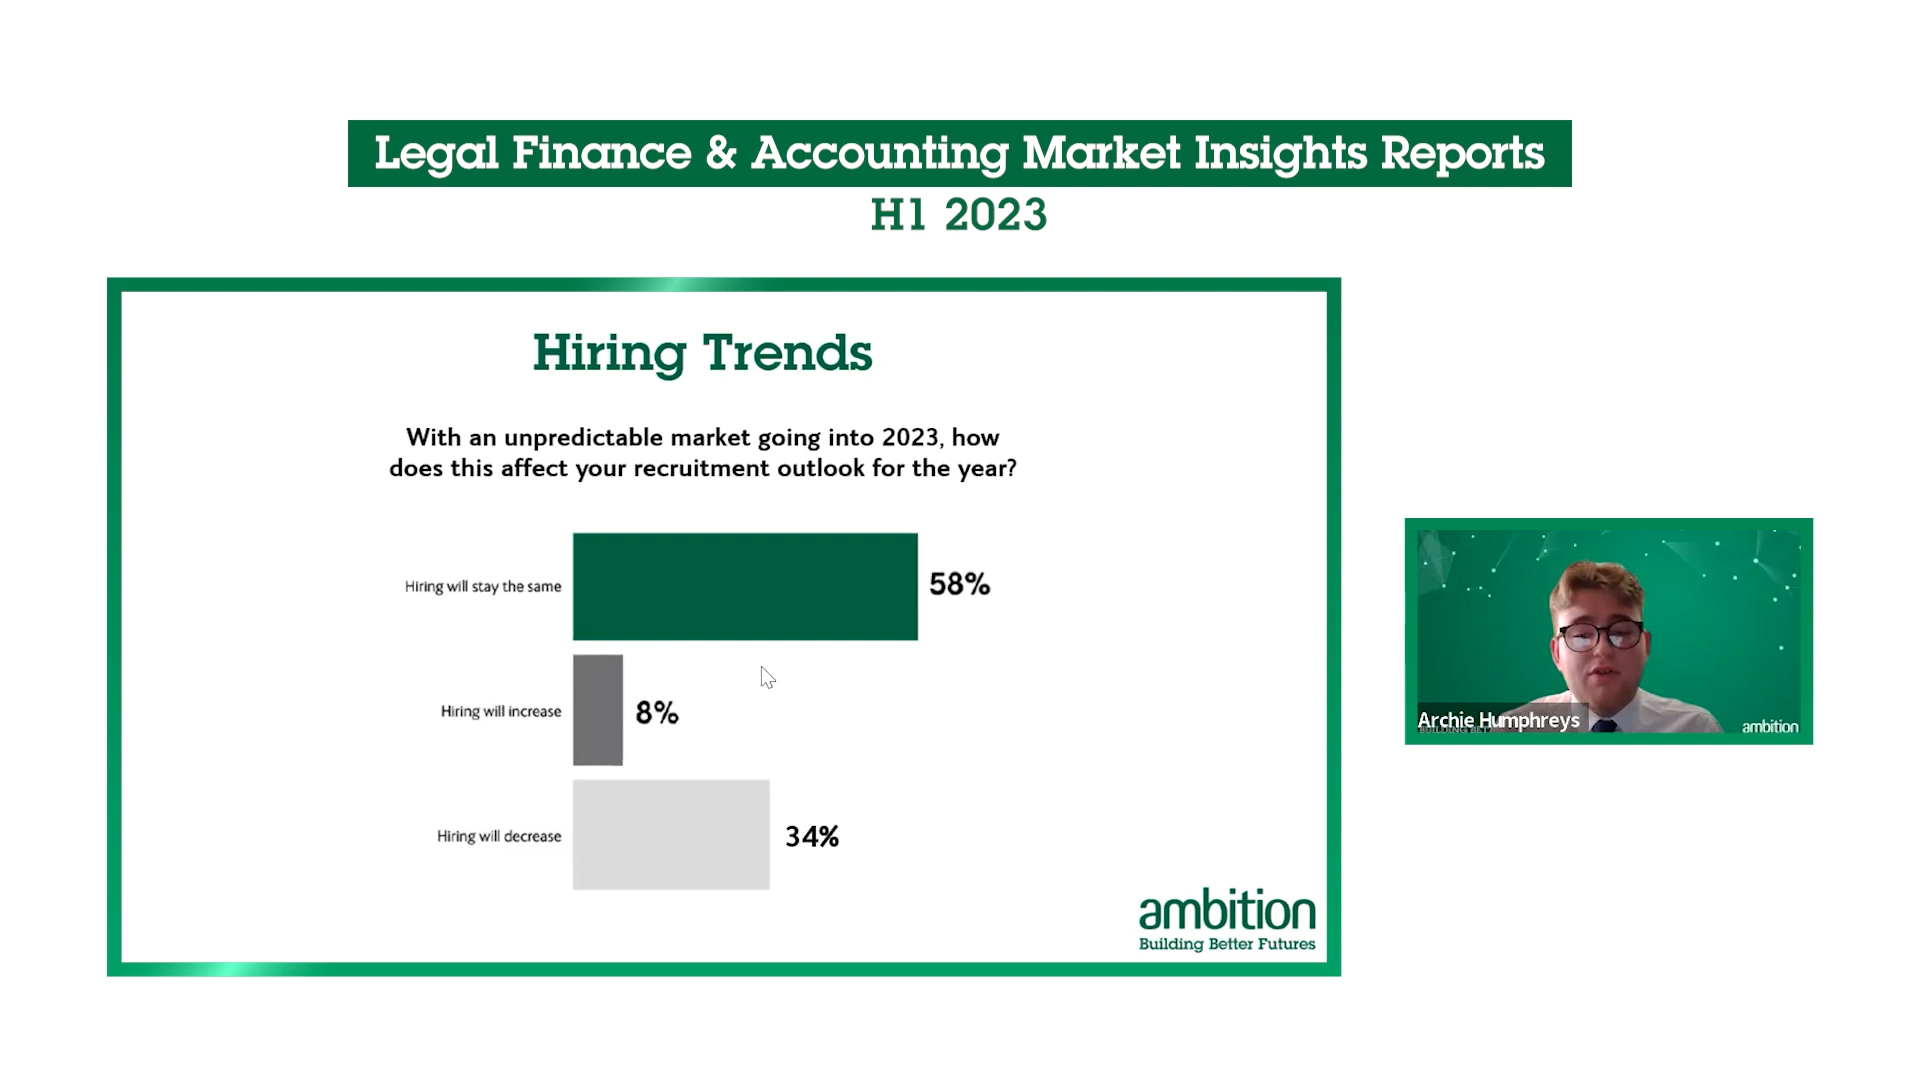 Legal Finance & Accounting Market Insights Reports
H1 2023
Hiring Trends
With an unpredictable market going into 2023, how
does this affect your recruitment outlook for the year?
Hiring will stay the same
58%
Hiring will increase
8%
Hiring will decrease
34%
ambition
Building Better Futures
Archie Humphreys
ambition